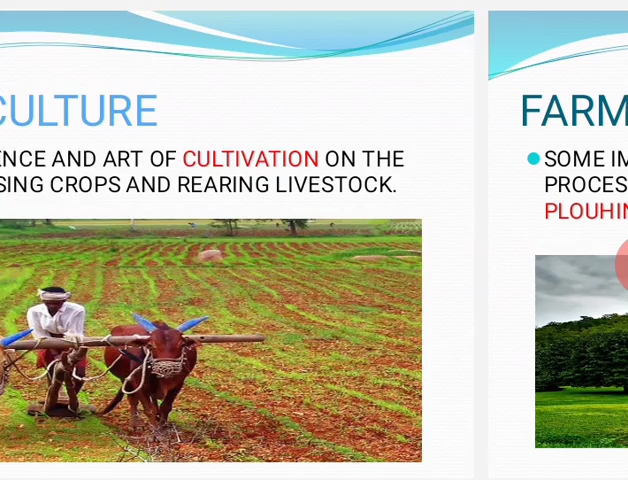 CULTURE
ENCE AND ART OF CULTIVATION ON THE
SING CROPS AND REARING LIVESTOCK.
FARM
SOME IM
PROCES
PLOUHIN